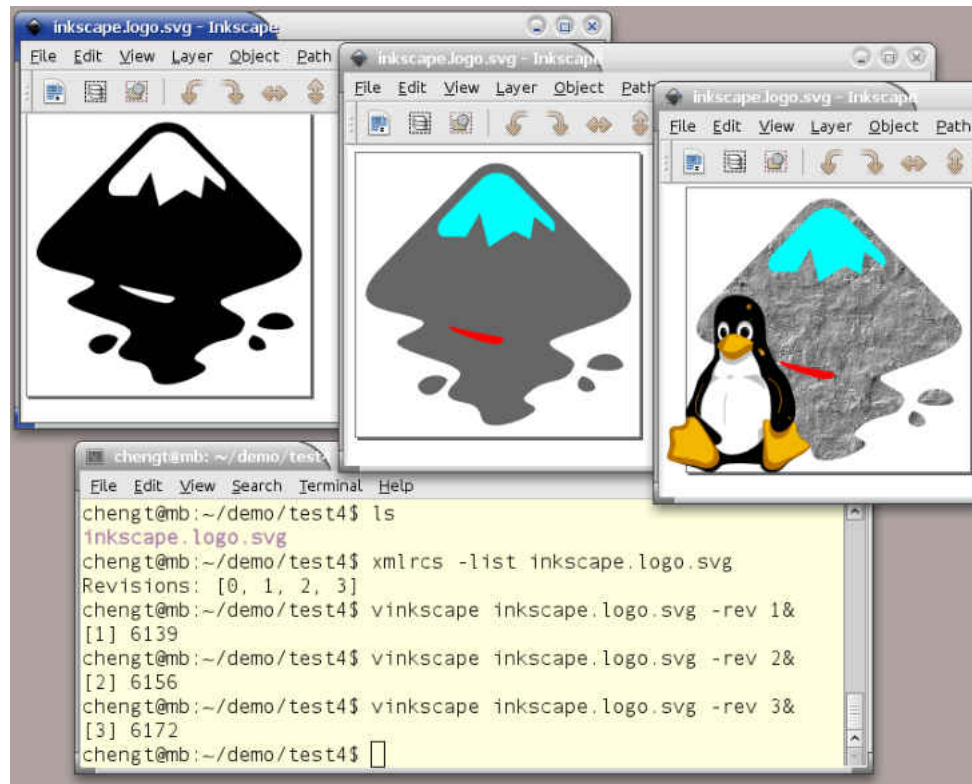 inkscape.logo.svg - Inkscape
File Edit View Layer Object Path
inkscape.logo.svg - Inkscape
File Edit View Layer Object Path
inkscape.logo.svg - Inkscape
File Edit View Layer Object Path
chengt@mb: ~/demo/test4
File Edit View Search Terminal Help
chengt@mb:~/demo/test4$ ls
inkscape.logo.svg
chengt@mb:~/demo/test4$ xmlrcs -list inkscape.logo.svg
Revisions: [0, 1, 2, 3]
chengt@mb:~/demo/test4$ vinkscape inkscape.logo.svg -rev 1&
[1] 6139
chengt@mb:~/demo/test4$ vinkscape inkscape.logo.svg -rev 2&
[2] 6156
chengt@mb:~/demo/test4$ vinkscape inkscape.logo.svg -rev 3&
[3] 6172
chengt@mb:~/demo/test4$